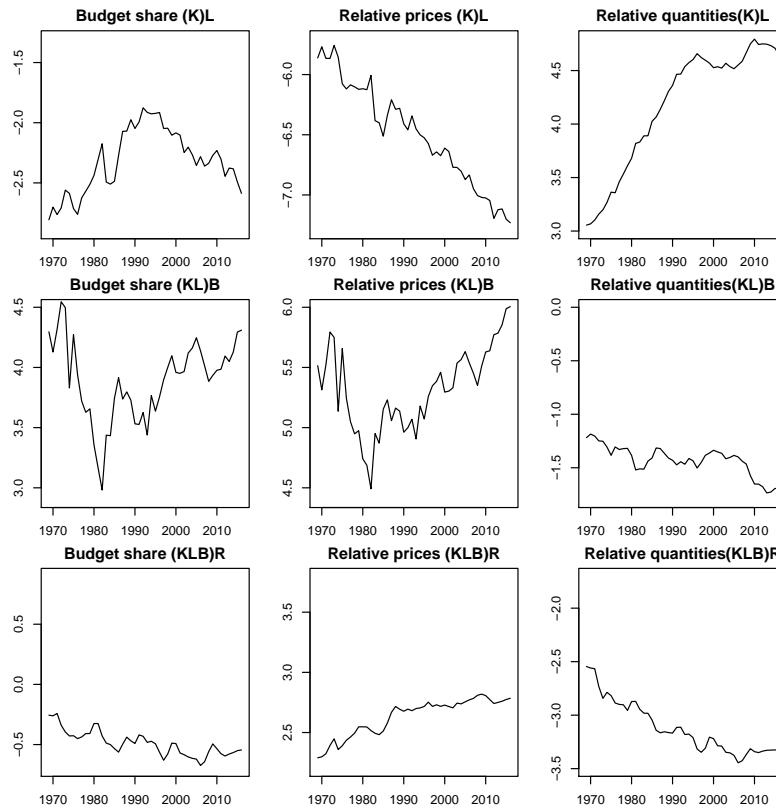 Budget share (K)L
Relative prices (K)L
Relative quantities(K)L
−1.5
−2.0
−2.5
−6.0
−6.5
−7.0
4.5
4.0
3.5
3.0
1970 1980 1990 2000 2010
1970 1980 1990 2000 2010
1970 1980 1990 2000 2010
Budget share (KL)B
Relative prices (KL)B
Relative quantities(KL)B
4.5
4.0
3.5
3.0
6.0
5.5
5.0
4.5
0.0
−0.5
−1.0
−1.5
1970 1980 1990 2000 2010
1970 1980 1990 2000 2010
1970 1980 1990 2000 2010
Budget share (KLB)R
Relative prices (KLB)R
Relative quantities(KLB)R
0.5
0.0
−0.5
3.5
3.0
2.5
−2.0
−2.5
−3.0
−3.5
1970 1980 1990 2000 2010
1970 1980 1990 2000 2010
1970 1980 1990 2000 2010